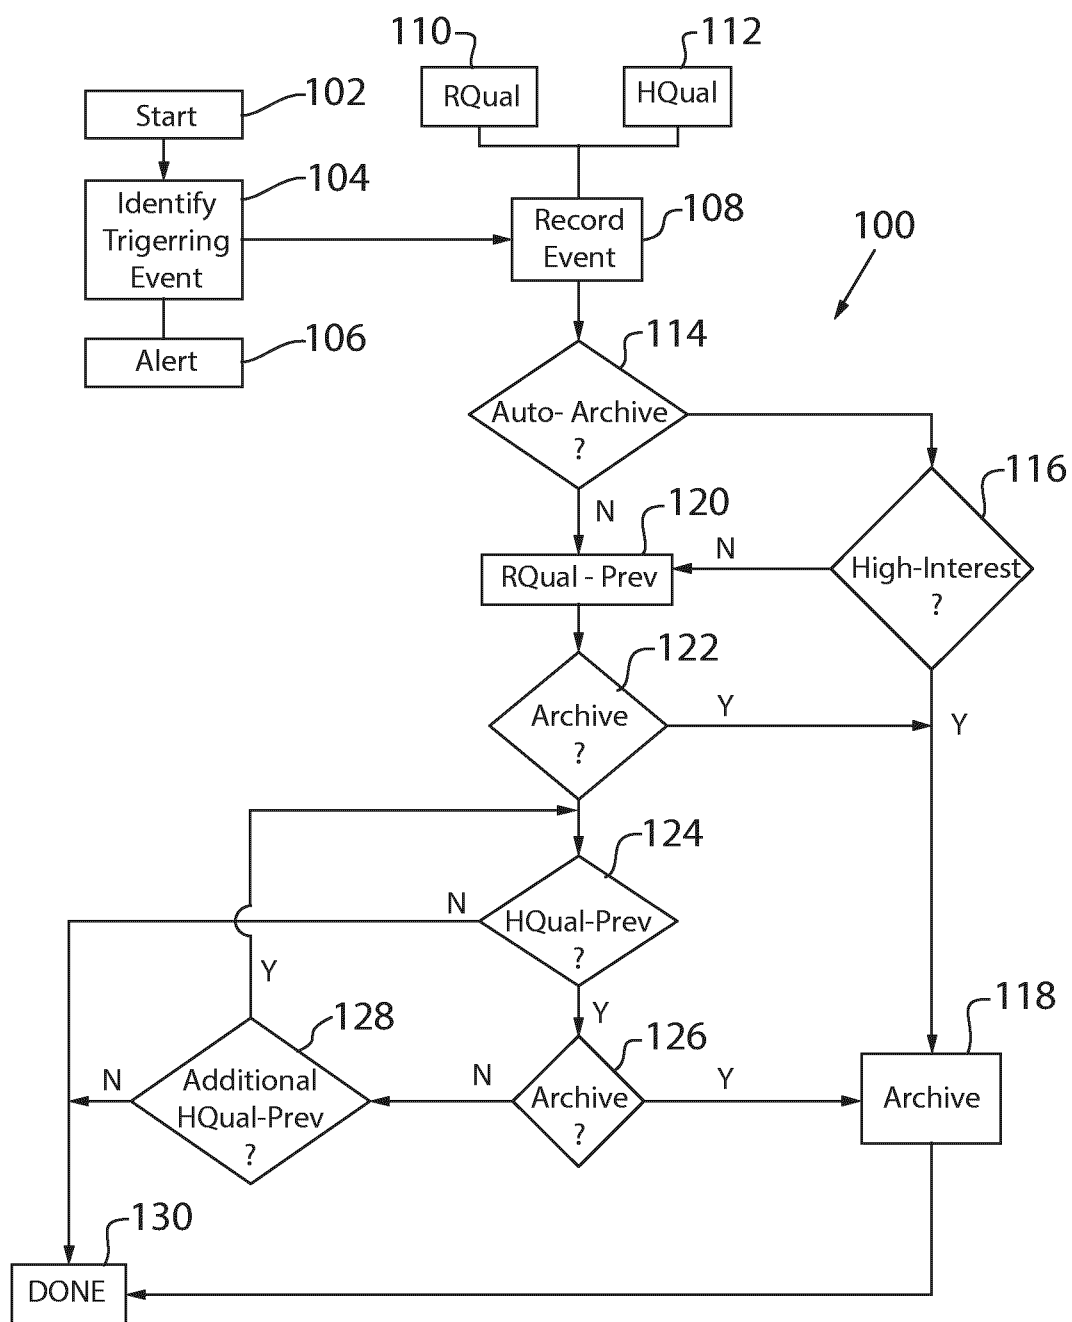 110
112
RQual
HQual
Start
102
Identify
Trigerring
Event
104
Record
Event
108
100
Alert
106
114
Auto- Archive
?
116
N
120
N
RQual - Prev
High-Interest
?
122
Archive
?
Y
Y
124
N
HQual-Prev
?
Y
Y
128
126
118
N
Additional
HQual-Prev
?
N
Archive
?
Y
Archive
130
DONE